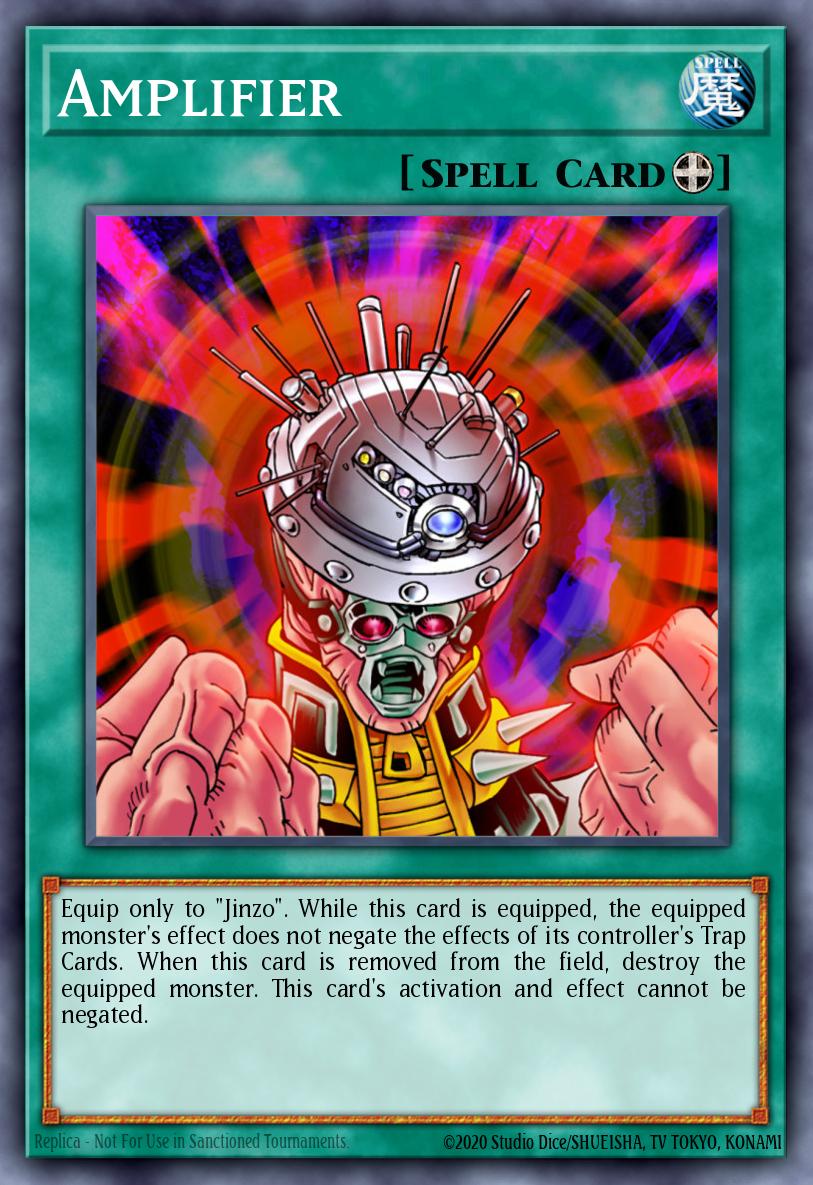 AMPLIFIER
SPELL
魔
[SPELL CARD]
Equip only to "Jinzo". While this card is equipped, the equipped
monster's effect does not negate the effects of its controller's Trap
Cards. When this card is removed from the field, destroy the
equipped monster. This card's activation and effect cannot be
negated.
Replica - Not For Use in Sanctioned Tournaments.
©2020 Studio Dice/SHUEISHA, TV TOKYO, KONAMI